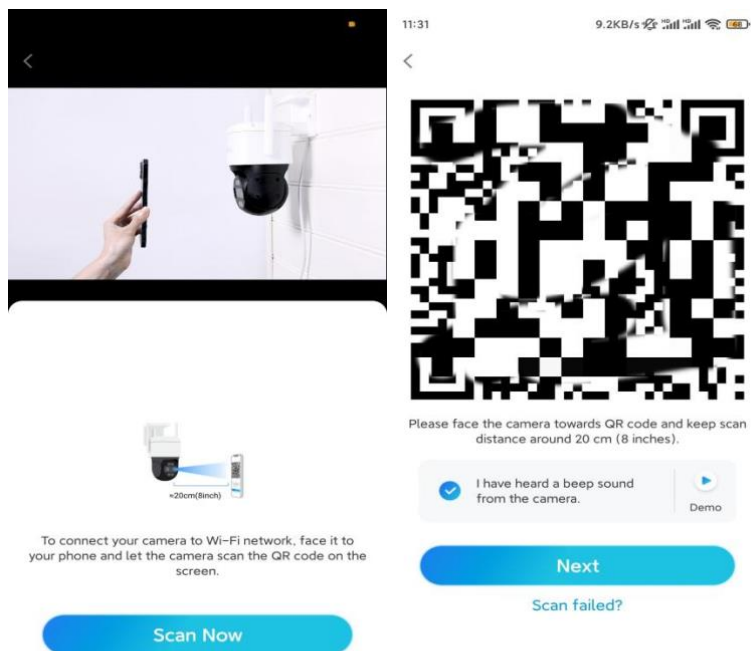 ≈20cm(8inch)
To connect your camera to Wi-Fi network, face it to
your phone and let the camera scan the QR code on the
screen.
Scan Now
11:31
9.2KB/s
HD
HD
68
Please face the camera towards QR code and keep scan
distance around 20 cm (8 inches).
I have heard a beep sound
from the camera.
Demo
Next
Scan failed?